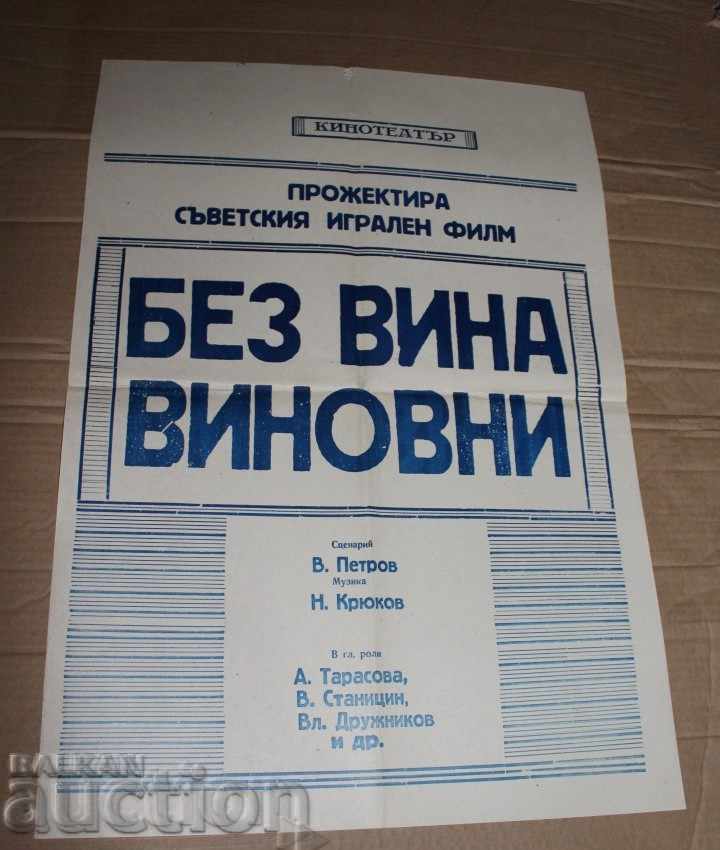 КИНОТЕАТЪР
ПРОЖЕКТИРА
СЪВЕТСКИЯ ИГРАЛЕН ФИЛМ
БЕЗ ВИНА
ВИНОВНИ
Сценарий
В. Петров
Музика
Н. Крюков
В гл. роли
А. Тарасова,
В. Станицин,
Вл. Дружников
и др.
BALKAN
auction